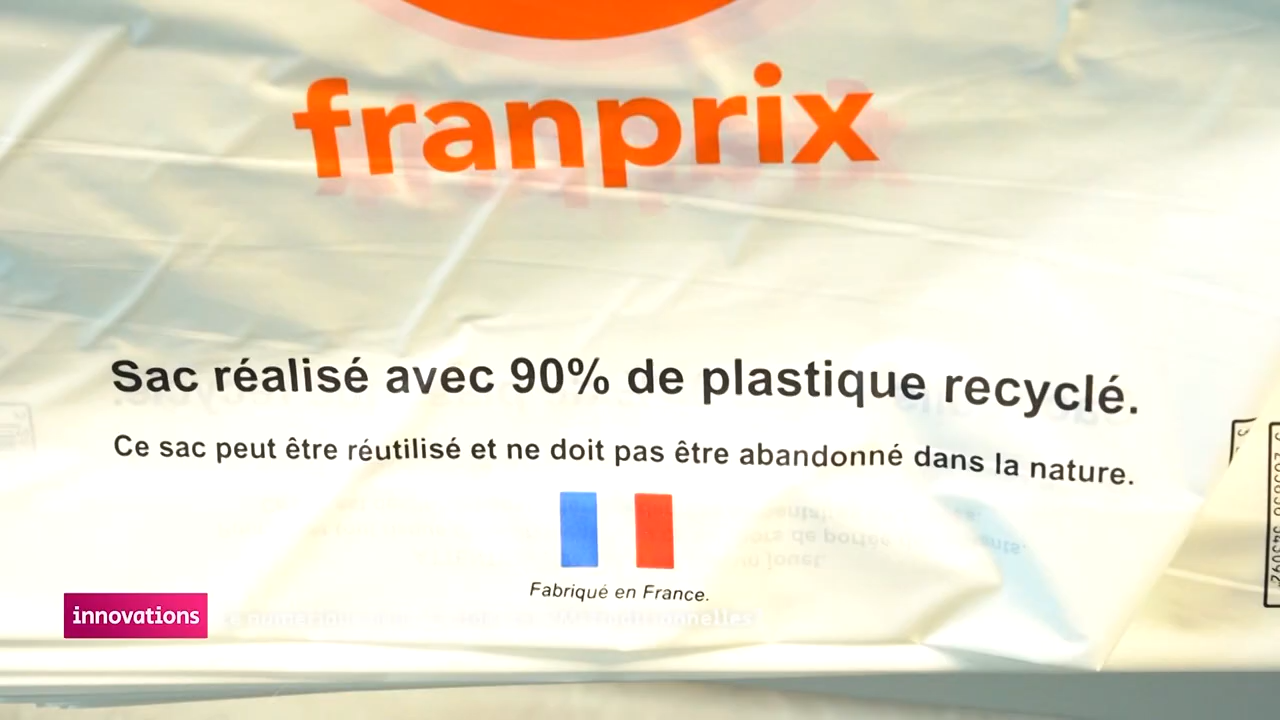 franprix
Sac réalisé avec 90% de plastique recyclé.
Ce sac peut être réutilisé et ne doit pas être abandonné dans la nature.
Fabriqué en France.
innovations